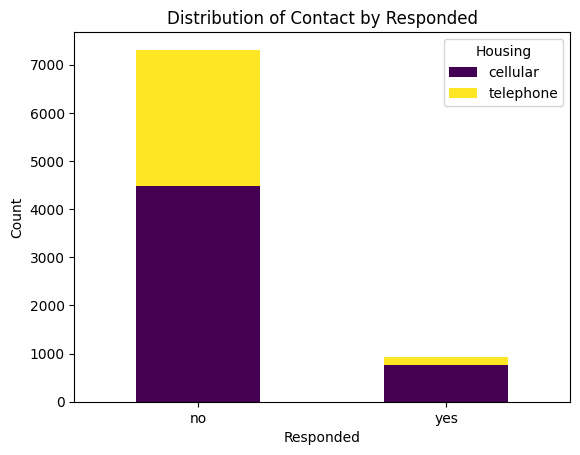 Distribution of Contact by Responded
Housing
cellular
telephone
7000
6000
5000
4000
3000
2000
1000
0
Count
no
yes
Responded